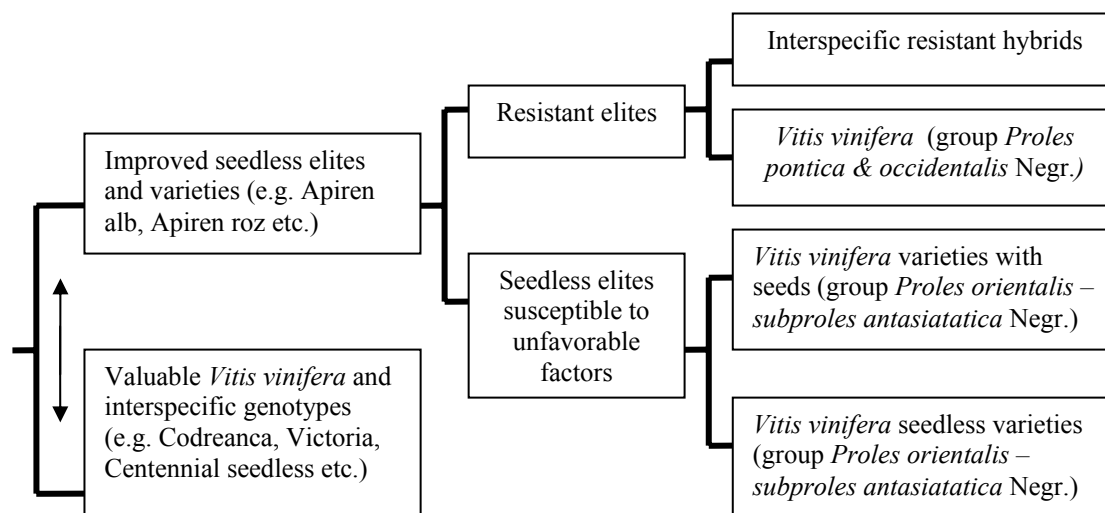 Interspecific resistant hybrids
Resistant elites
Vitis vinifera (group Proles
pontica & occidentalis Negr.)
Improved seedless elites
and varieties (e.g. Apiren
alb, Apiren roz etc.)
Vitis vinifera varieties with
seeds (group Proles orientalis –
subproles antasiatatica Negr.)
Seedless elites
susceptible to
unfavorable
factors
Valuable Vitis vinifera and
interspecific genotypes
(e.g. Codreanca, Victoria,
Centennial seedless etc.)
Vitis vinifera seedless varieties
(group Proles orientalis –
subproles antasiatatica Negr.)